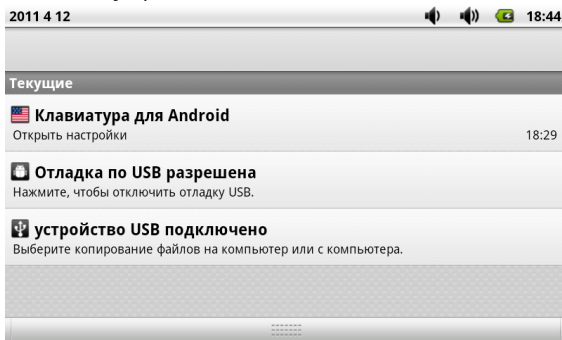 2011 4 12 18:44
Текущие
Клавиатура для Android
Открыть настройки 18:29
Отладка по USB разрешена
Нажмите, чтобы отключить отладку USB.
устройство USB подключено
Выберите копирование файлов на компьютер или с компьютера.